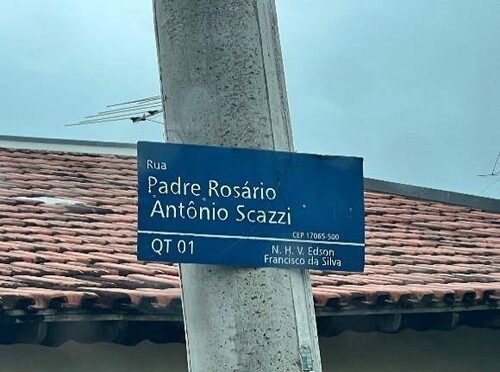 Rua
Padre Rosário
Antônio Scazzi
CEP 17065-500
QT 01
N. H. V. Edson
Francisco da Silva